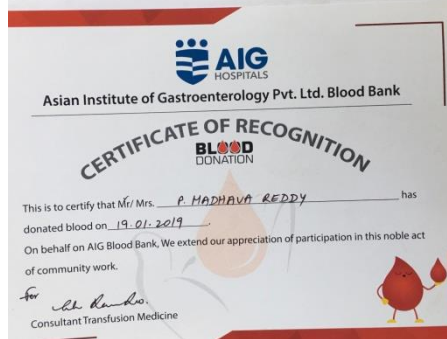 AIG
HOSPITALS
Asian Institute of Gastroenterology Pvt. Ltd. Blood Bank
CERTIFICATE OF RECOGNITION
BLOOD
DONATION
This is to certify that Mr/ Mrs. P. MADHAVA REDDY has
donated blood on 19.01.2019
On behalf on AIG Blood Bank, We extend our appreciation of participation in this noble act
of community work.
For
Consultant Transfusion Medicine